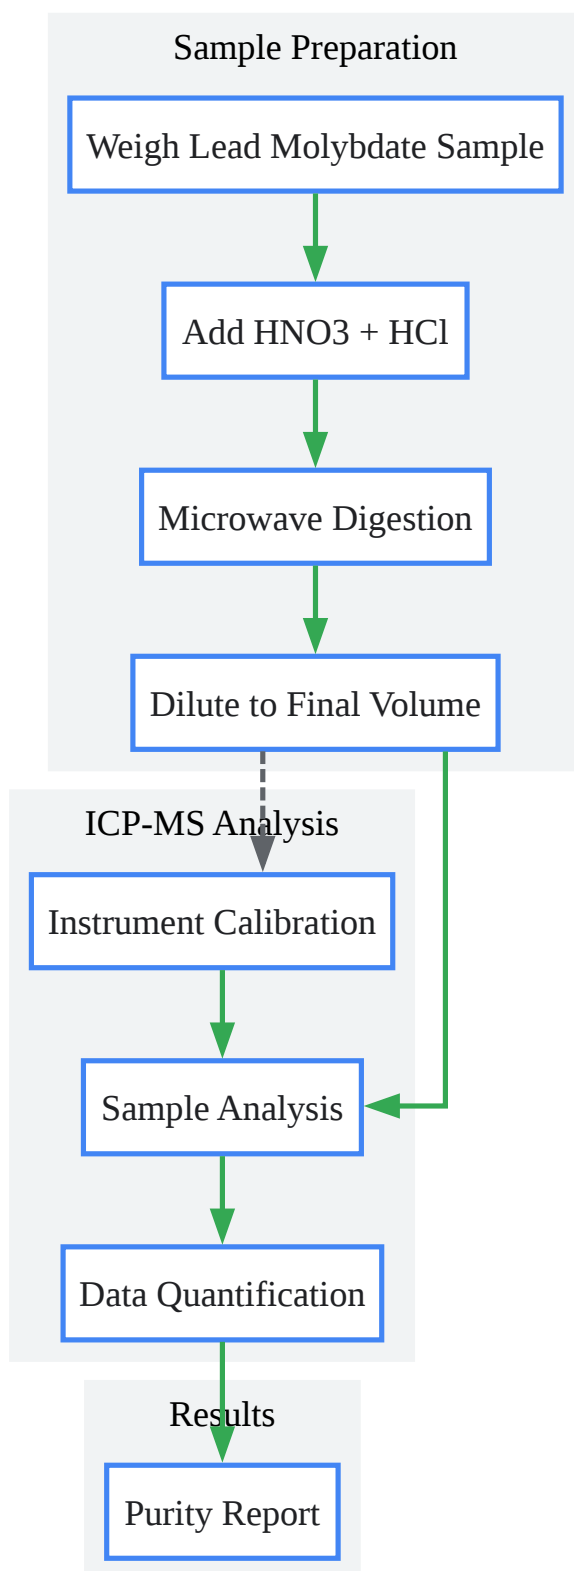 Sample Preparation
Weigh Lead Molybdate Sample
Add HNO3 + HCl
Microwave Digestion
Dilute to Final Volume
ICP-MS Analysis
Instrument Calibration
Sample Analysis
Data Quantification
Results
Purity Report